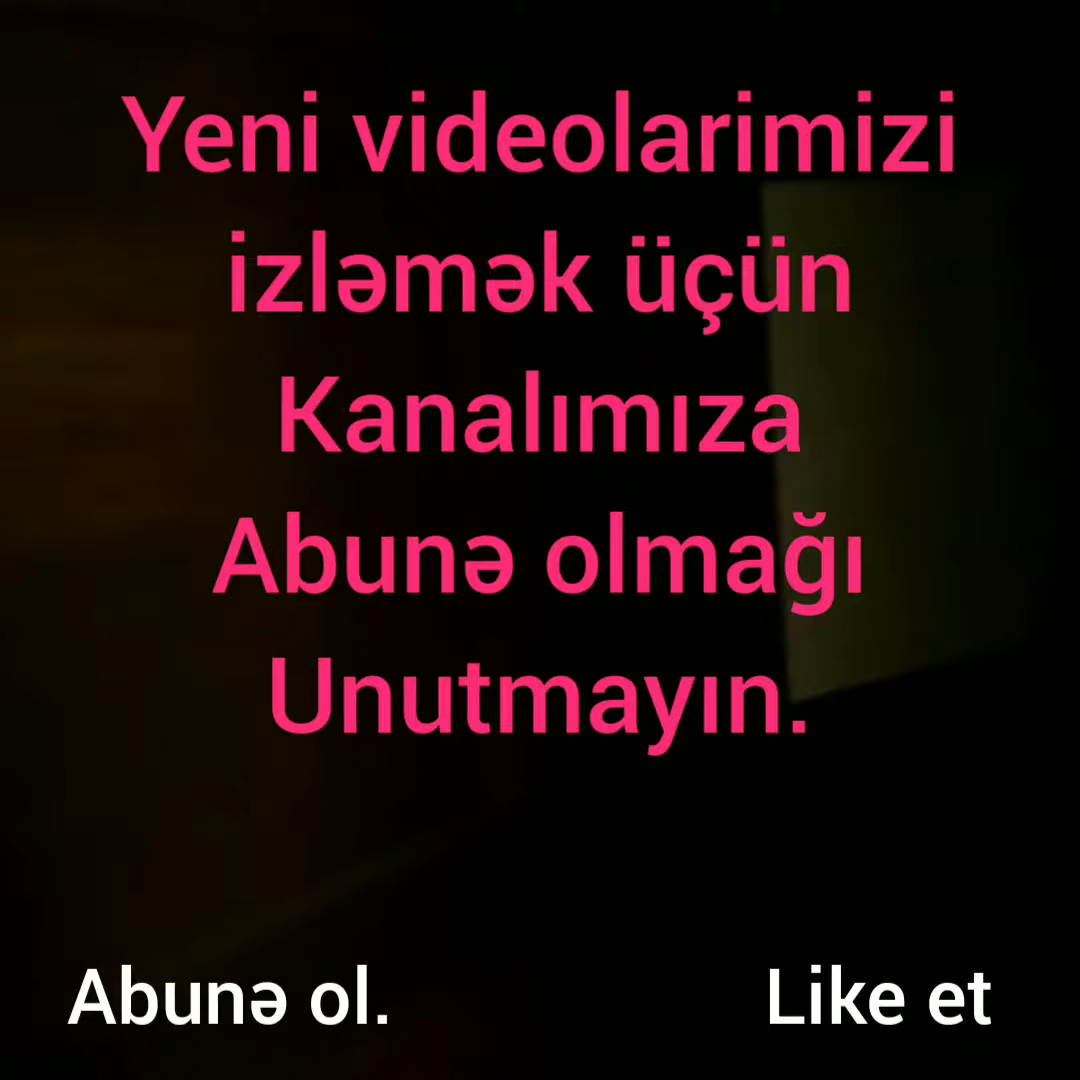 Yeni videolarimizi
izləmək üçün
Kanalımıza
Abunə olmağı
Unutmayın.
Abunə ol. Like et